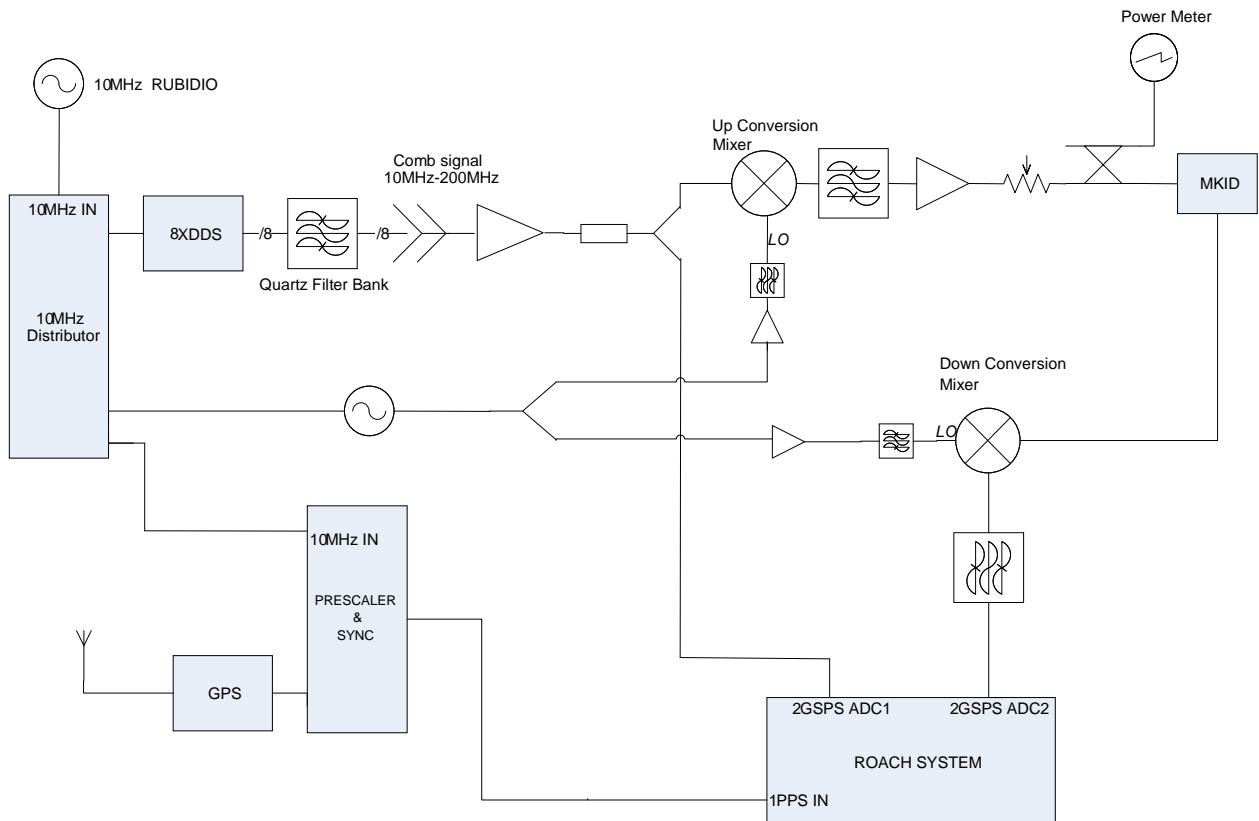 Power Meter
10MHz RUBIDIO
Up Conversion
Mixer
Comb signal
10MHz-200MHz
MKID
10MHz IN
8XDDS
/8
/8
LO
Quartz Filter Bank
10MHz
Distributor
Down Conversion
Mixer
LO
10MHz IN
PRESCALER
&
SYNC
GPS
2GSPS ADC1
2GSPS ADC2
ROACH SYSTEM
1PPS IN